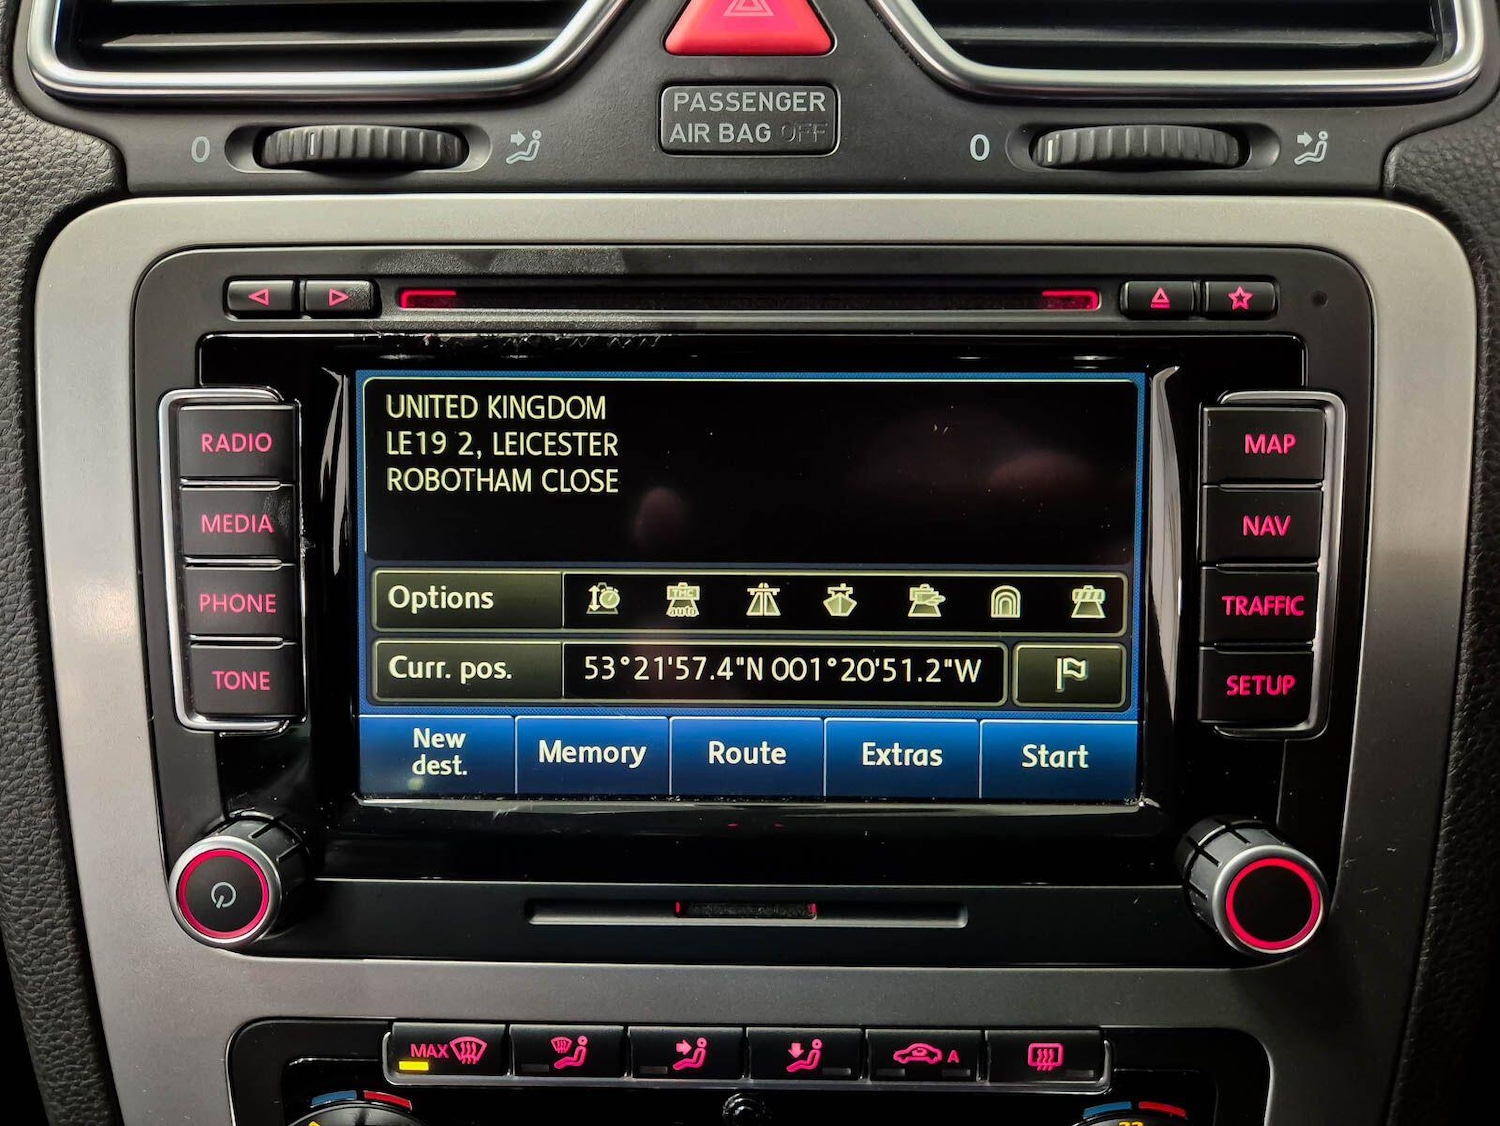 PASSENGER
AIR BAG OFF
0
0
RADIO
MEDIA
PHONE
TONE
UNITED KINGDOM
LE19 2, LEICESTER
ROBOTHAM CLOSE
Options
TMC
auto
Curr. pos.
53°21'57.4"N 001°20'51.2"W
New
dest.
Memory
Route
Extras
Start
MAP
NAV
TRAFFIC
SETUP
MAX
A